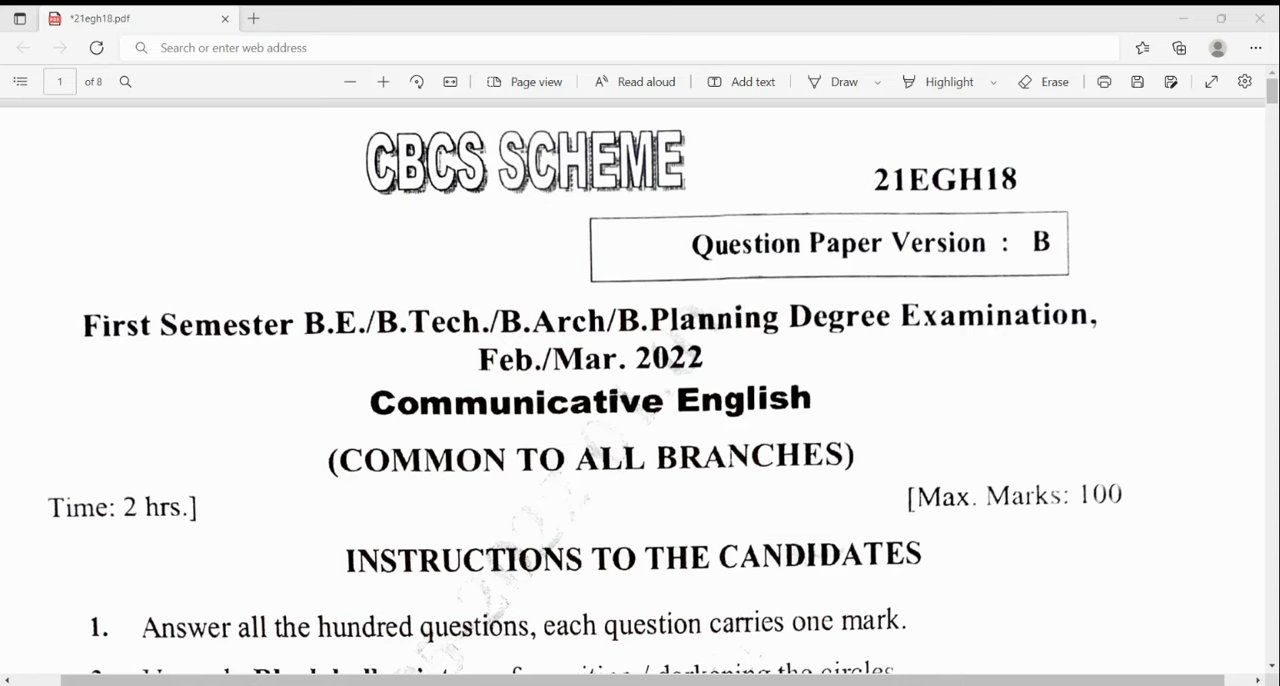 *21egh18.pdf
Search or enter web address
1 of 8 Page view Read aloud Add text Draw Highlight Erase
CBCS SCHEME
21EGH18
Question Paper Version : B
First Semester B.E./B.Tech./B.Arch/B.Planning Degree Examination,
Feb./Mar. 2022
Communicative English
(COMMON TO ALL BRANCHES)
Time: 2 hrs.] [Max. Marks: 100
INSTRUCTIONS TO THE CANDIDATES
1. Answer all the hundred questions, each question carries one mark.
darkening the circles